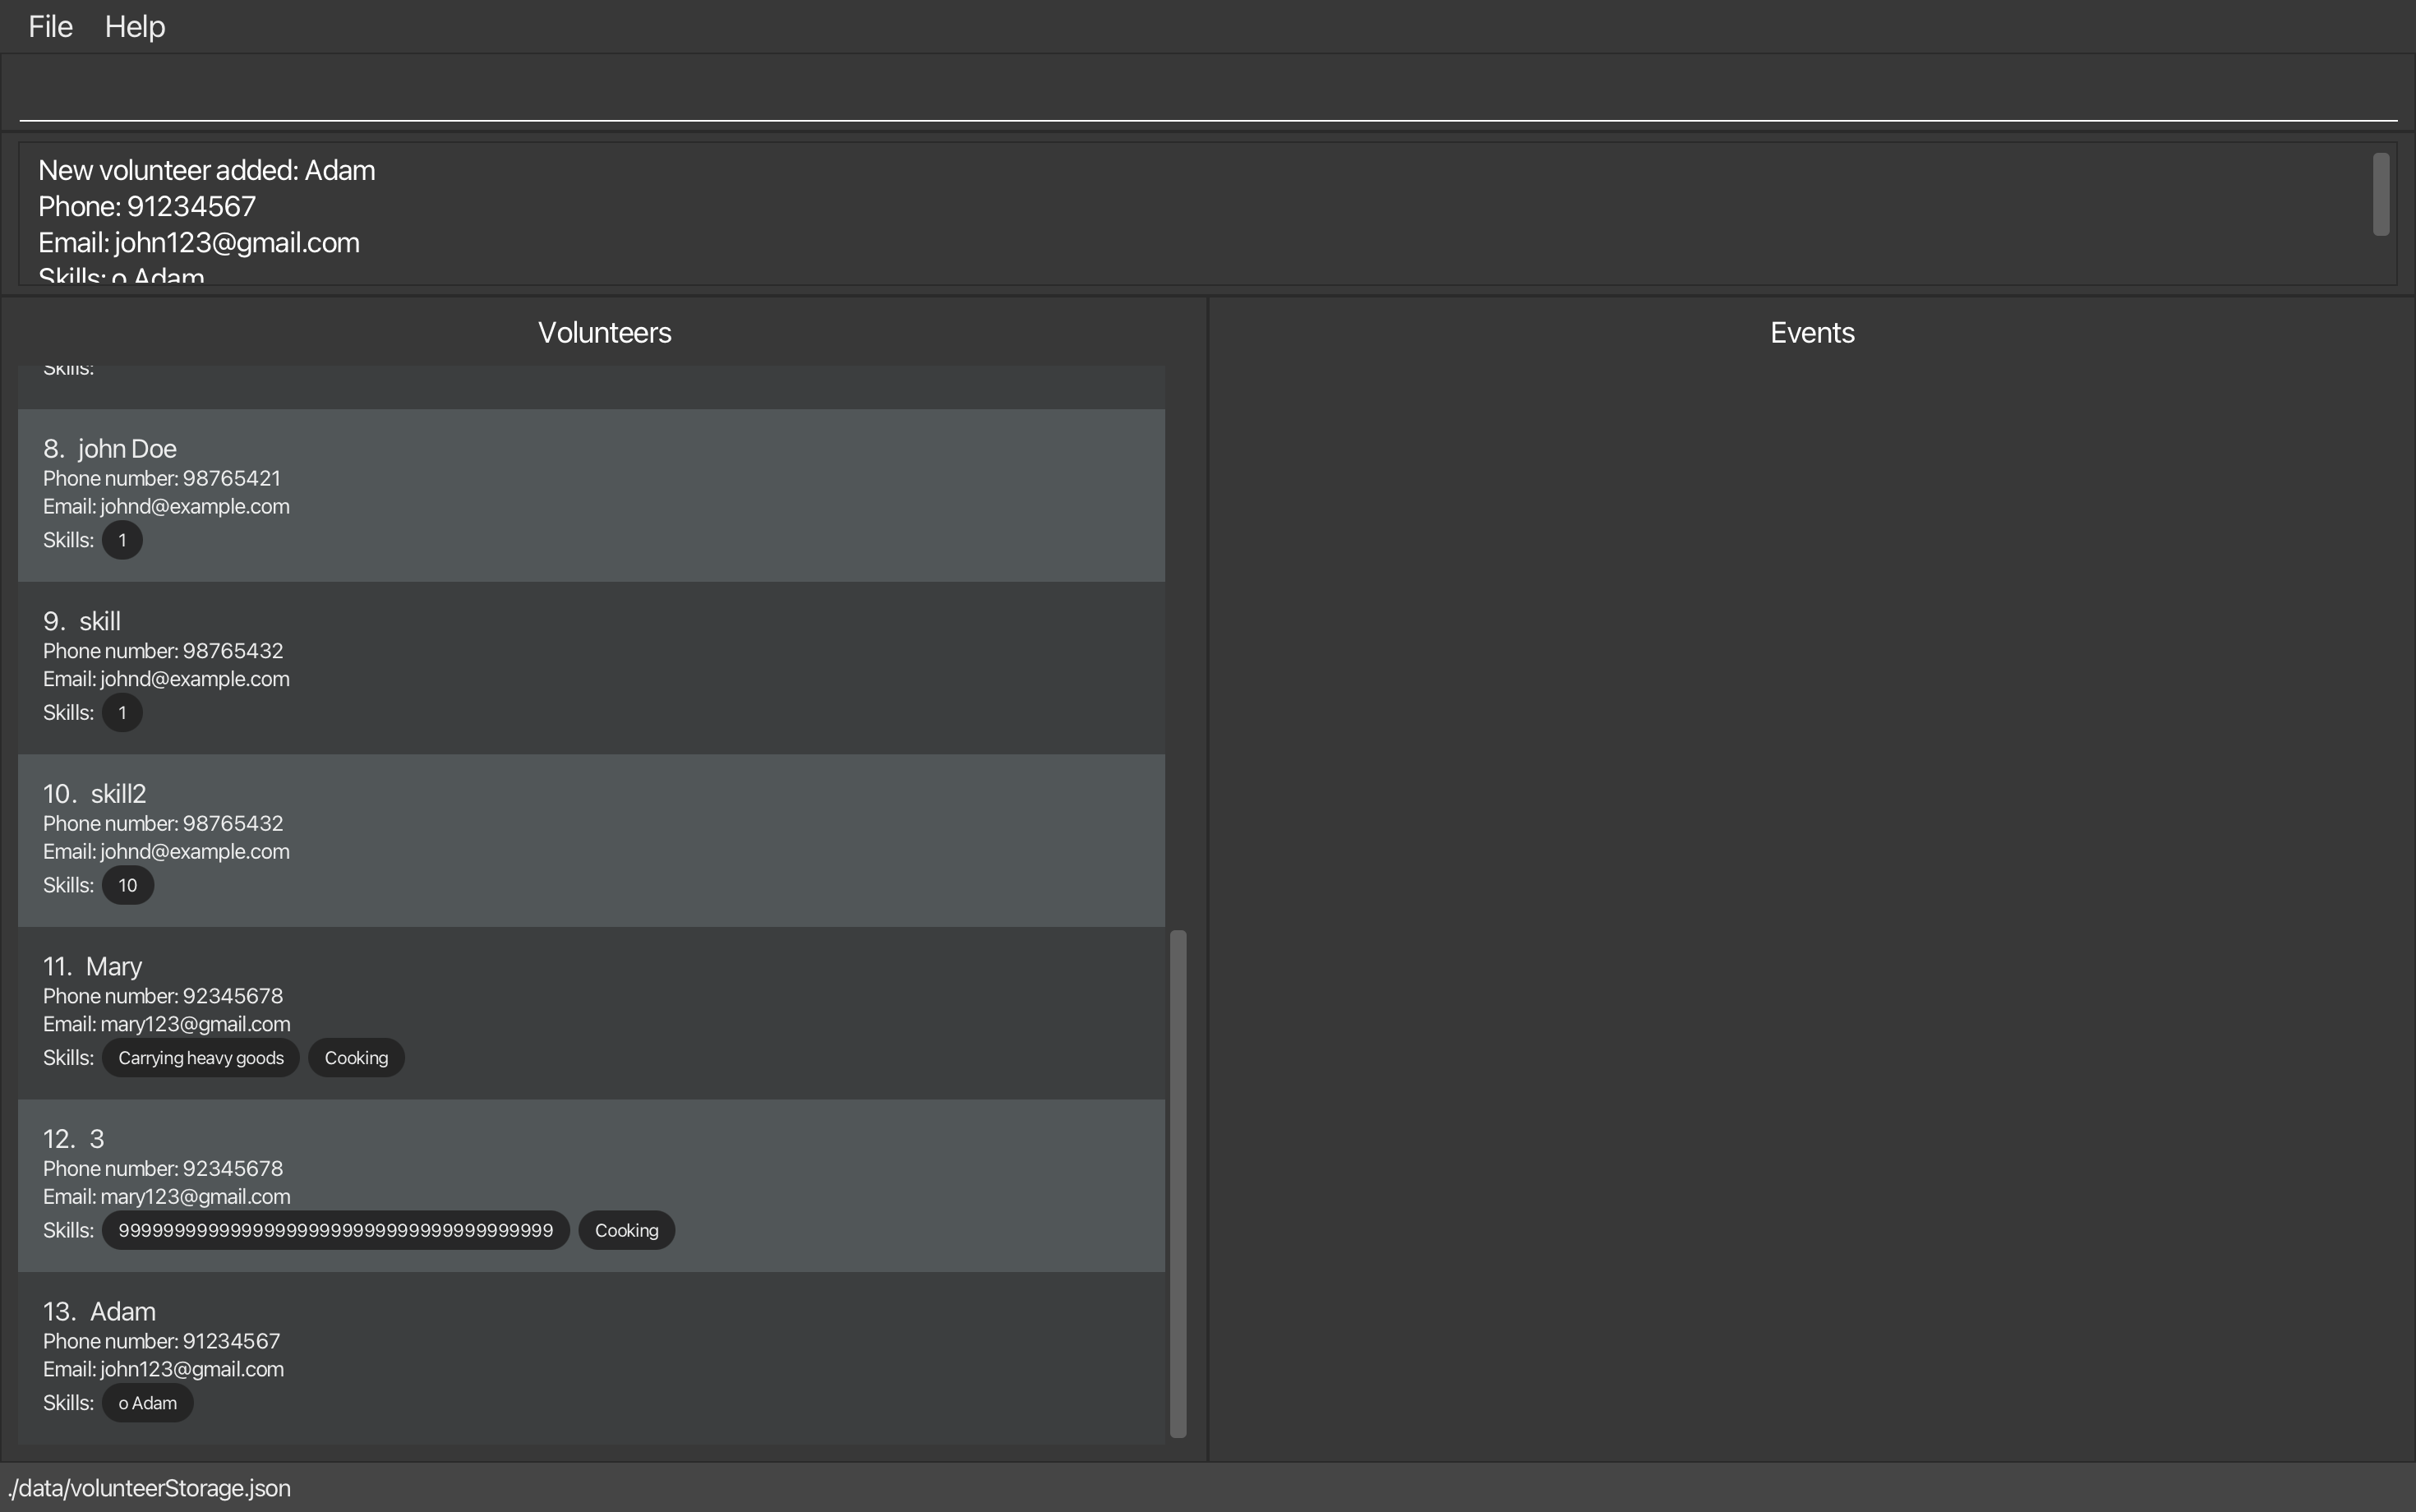 File Help
New volunteer added: Adam
Phone: 91234567
Email: john123@gmail.com
Skills: o Adam
Volunteers
Events
Skills:
8. john Doe
Phone number: 98765421
Email: johnd@example.com
Skills: 1
9. skill
Phone number: 98765432
Email: johnd@example.com
Skills: 1
10. skill2
Phone number: 98765432
Email: johnd@example.com
Skills: 10
11. Mary
Phone number: 92345678
Email: mary123@gmail.com
Skills: Carrying heavy goods Cooking
12. 3
Phone number: 92345678
Email: mary123@gmail.com
Skills: 999999999999999999999999999999999999999 Cooking
13. Adam
Phone number: 91234567
Email: john123@gmail.com
Skills: o Adam
./data/volunteerStorage.json